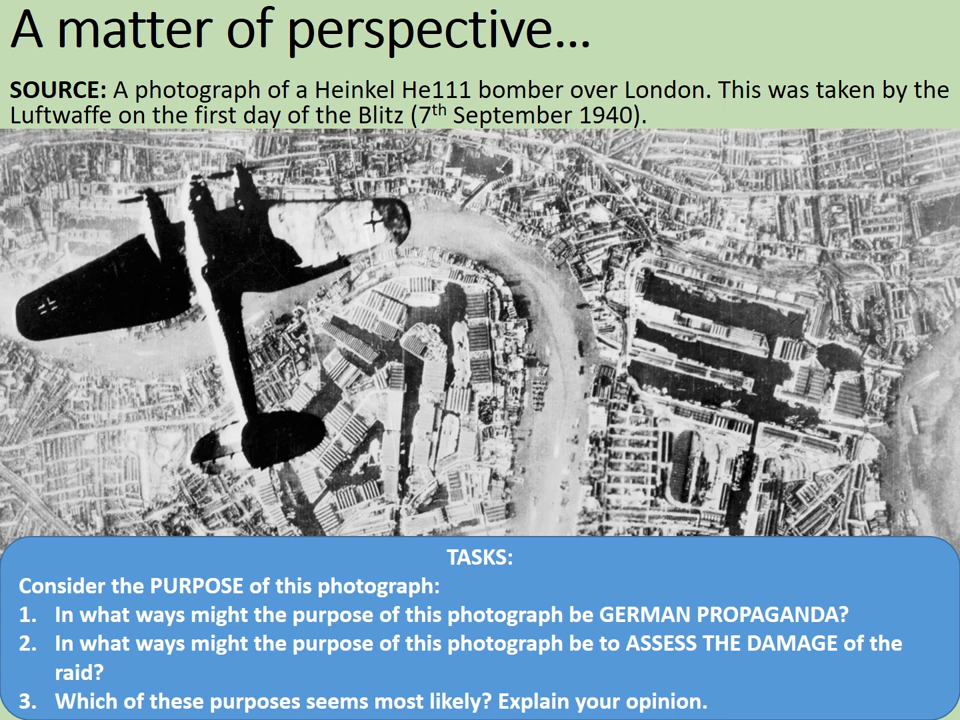 A matter of perspective...
SOURCE: A photograph of a Heinkel He111 bomber over London. This was taken by the
Luftwaffe on the first day of the Blitz (7th September 1940).
TASKS:
Consider the PURPOSE of this photograph:
1. In what ways might the purpose of this photograph be GERMAN PROPAGANDA?
2. In what ways might the purpose of this photograph be to ASSESS THE DAMAGE of the
raid?
3. Which of these purposes seems most likely? Explain your opinion.